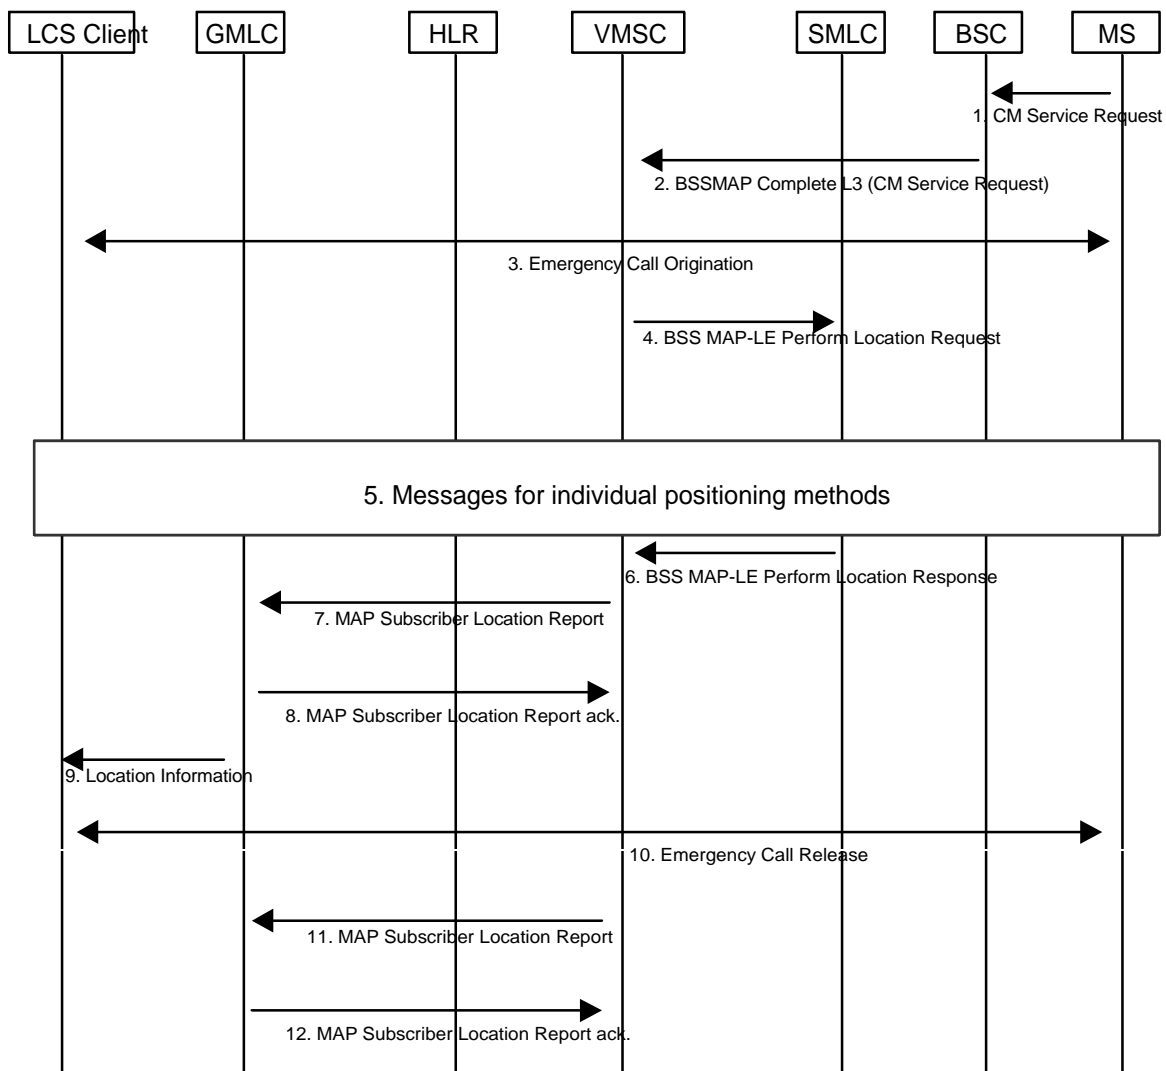 LCS Client GMLC HLR VMSC SMLC BSC MS
1. CM Service Request
2. BSSMAP Complete L3 (CM Service Request)
3. Emergency Call Origination
4. BSS MAP-LE Perform Location Request
5. Messages for individual positioning methods
6. BSS MAP-LE Perform Location Response
7. MAP Subscriber Location Report
8. MAP Subscriber Location Report ack.
9. Location Information
10. Emergency Call Release
11. MAP Subscriber Location Report
12. MAP Subscriber Location Report ack.